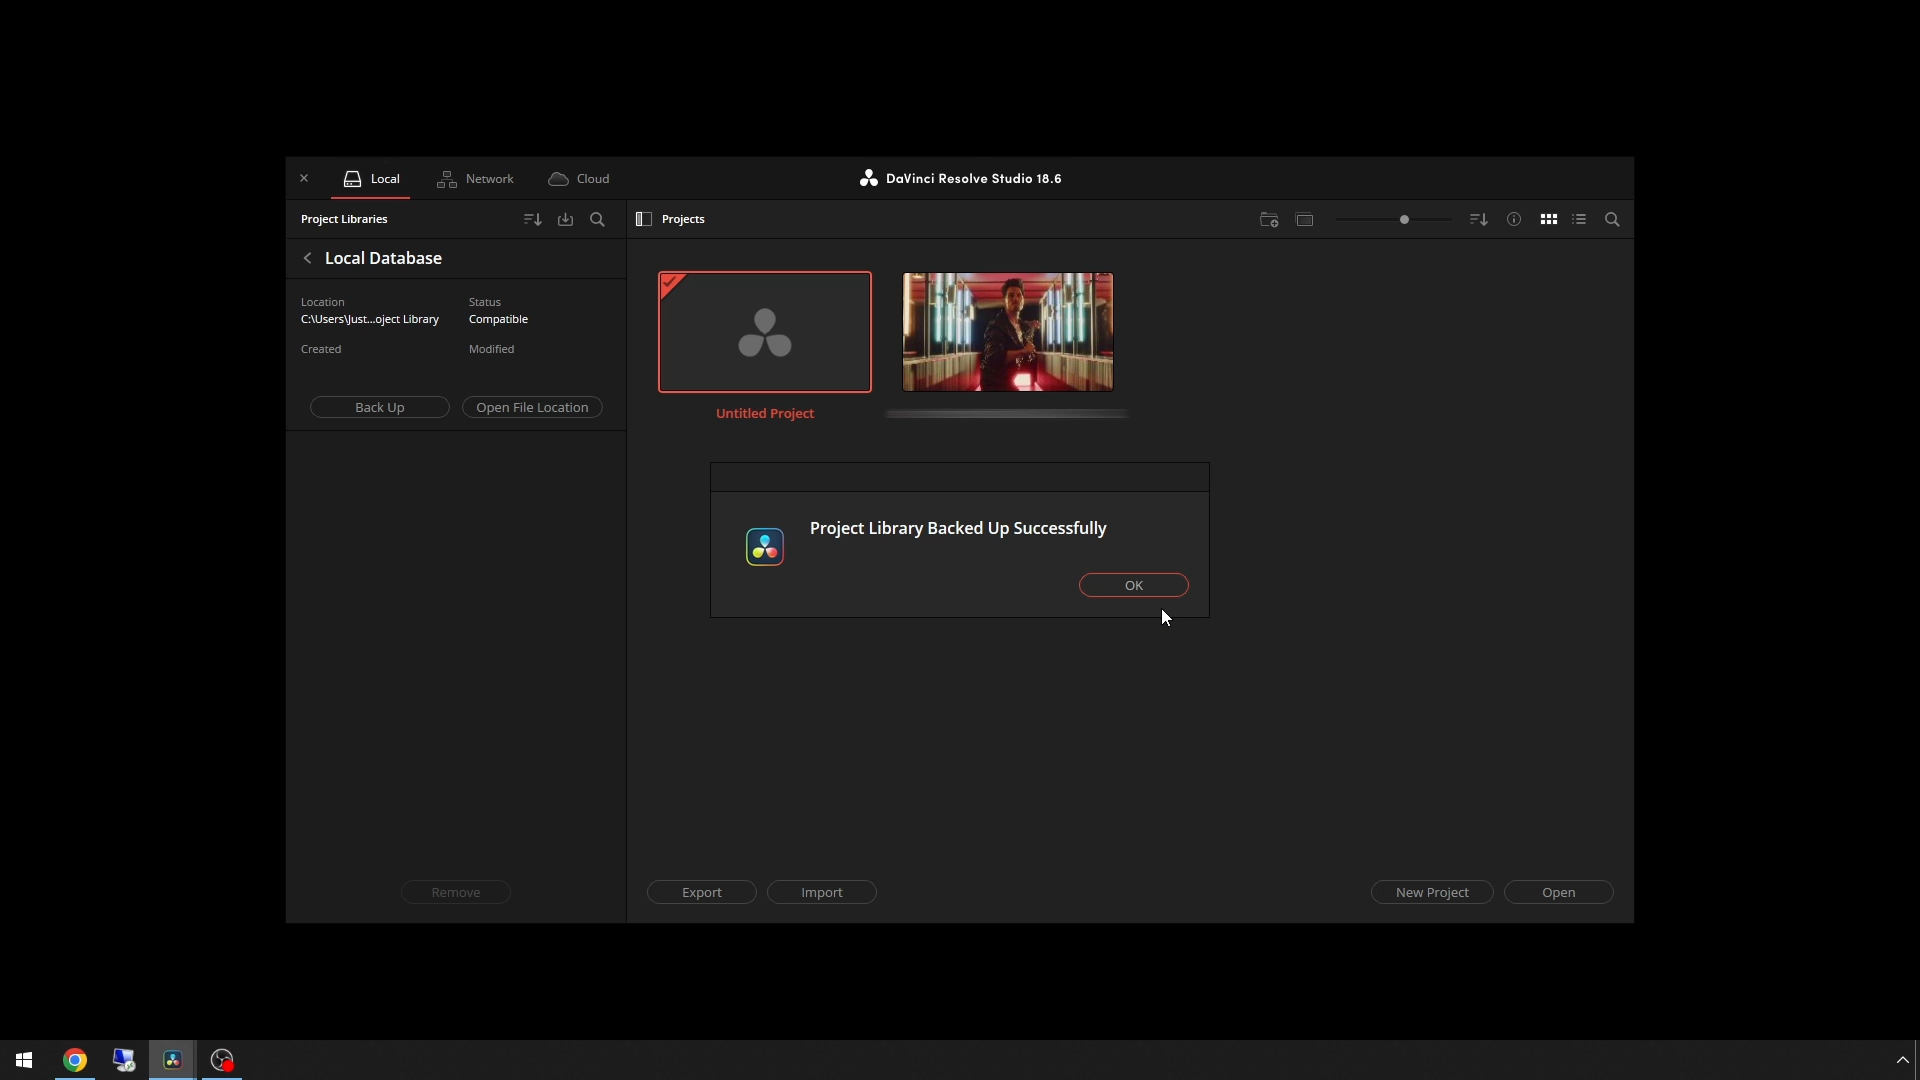 Local
Network
Cloud
DaVinci Resolve Studio 18.6
Project Libraries
Projects
Local Database
Location
Status
C:\Users\Just...oject Library
Compatible
Created
Modified
Back Up
Open File Location
Untitled Project
Project Library Backed Up Successfully
OK
Remove
Export
Import
New Project
Open